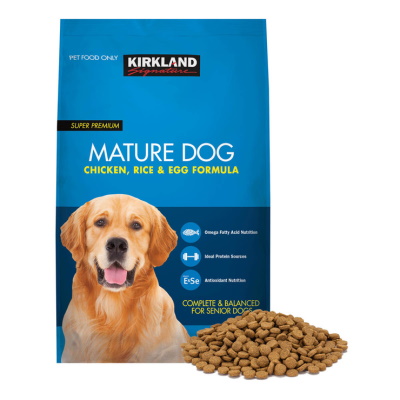 PET FOOD ONLY
KIRKLAND
Signature
SUPER PREMIUM
MATURE DOG
CHICKEN, RICE & EGG FORMULA
Omega Fatty Acid Nutrition
Ideal Protein Sources
E+Se
Antioxidant Nutrition
COMPLETE & BALANCED
FOR SENIOR DOGS